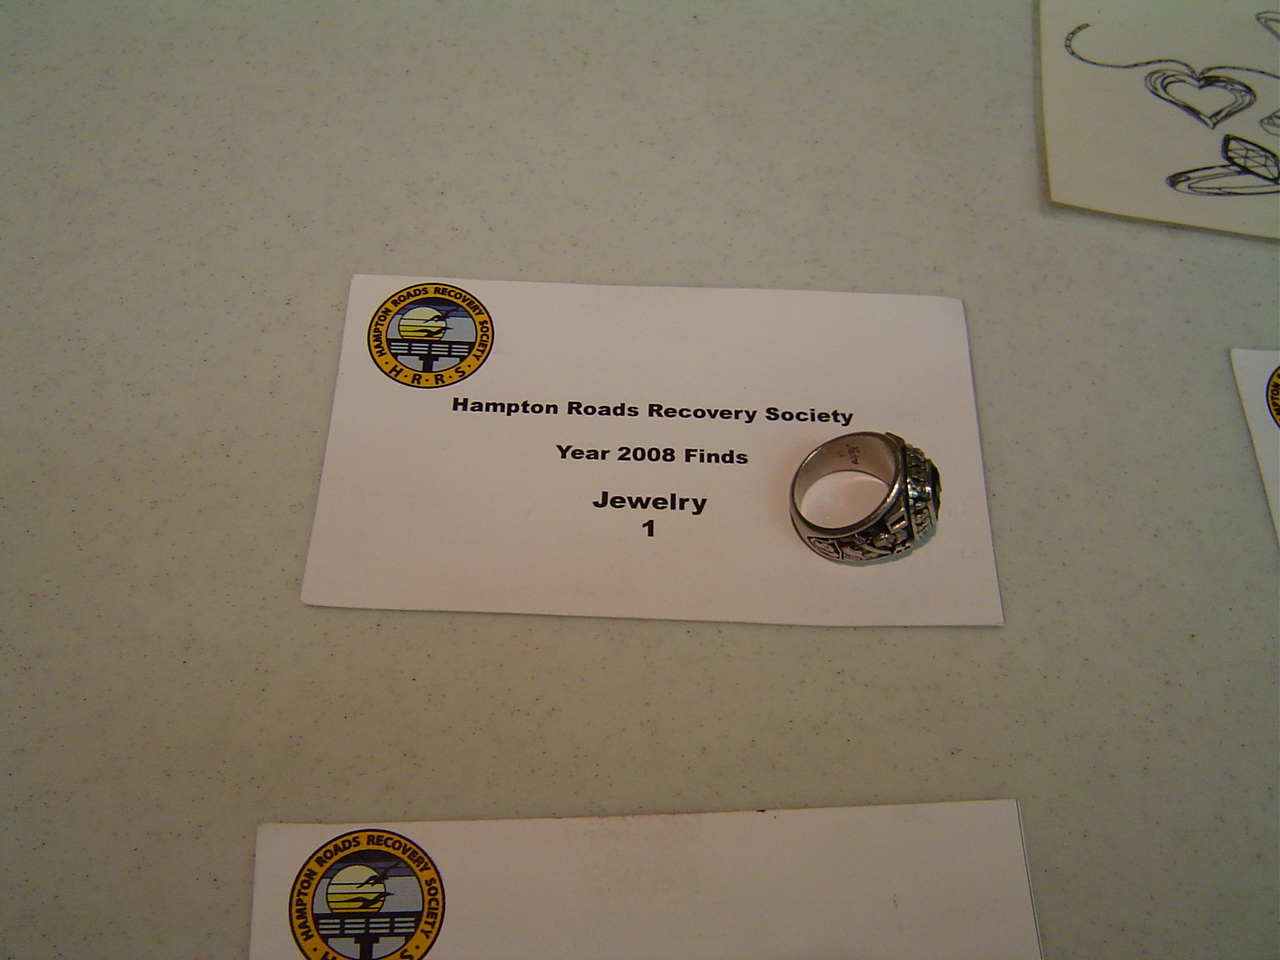 HAMPTON ROADS RECOVERY SOCIETY
H·R·R·S
Hampton Roads Recovery Society
Year 2008 Finds
Jewelry
1
HAMPTON ROADS RECOVERY SOCIETY